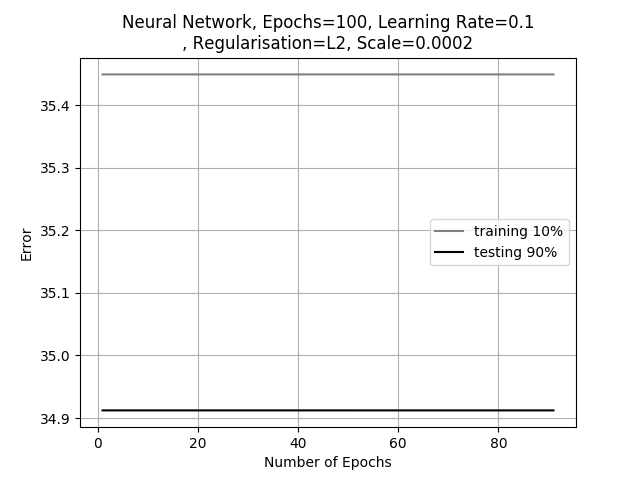 Neural Network, Epochs=100, Learning Rate=0.1
, Regularisation=L2, Scale=0.0002
35.4
35.3
35.2
35.1
35.0
34.9
Error
training 10%
testing 90%
0 20 40 60 80
Number of Epochs